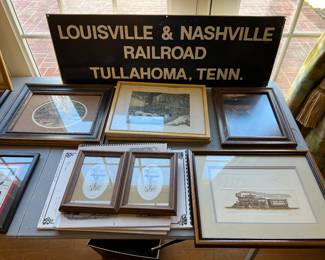 LOUISVILLE & NASHVILLE
RAILROAD
TULLAHOMA, TENN.